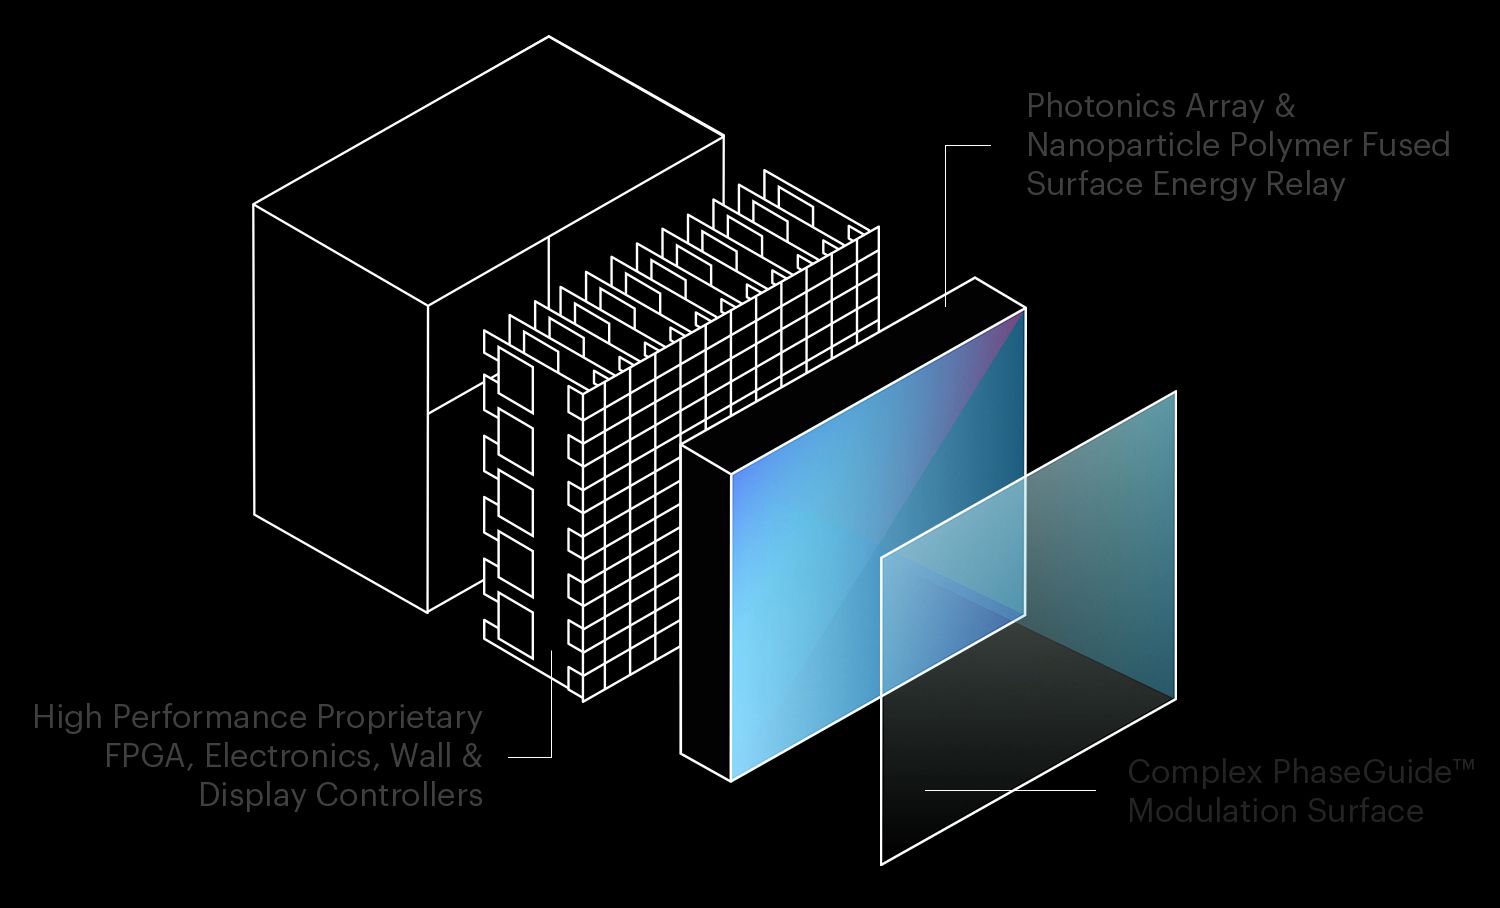 Photonics Array &
Nanoparticle Polymer Fused
Surface Energy Relay
High Performance Proprietary
FPGA, Electronics, Wall &
Display Controllers
Complex PhaseGuide™
Modulation Surface